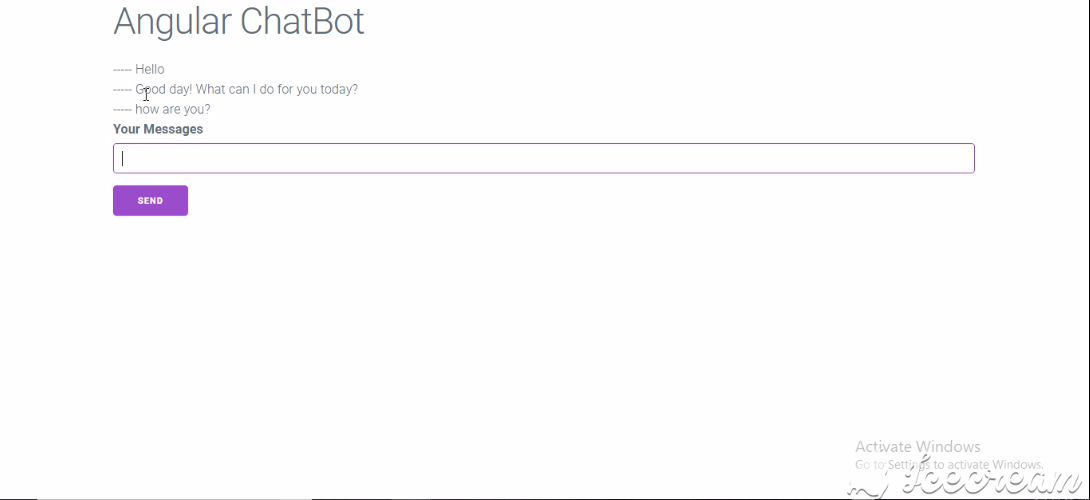 Angular ChatBot
----- Hello
----- Good day! What can I do for you today?
----- how are you?
Your Messages
SEND
Activate Windows
Go to Settings to activate Windows.
Icecream